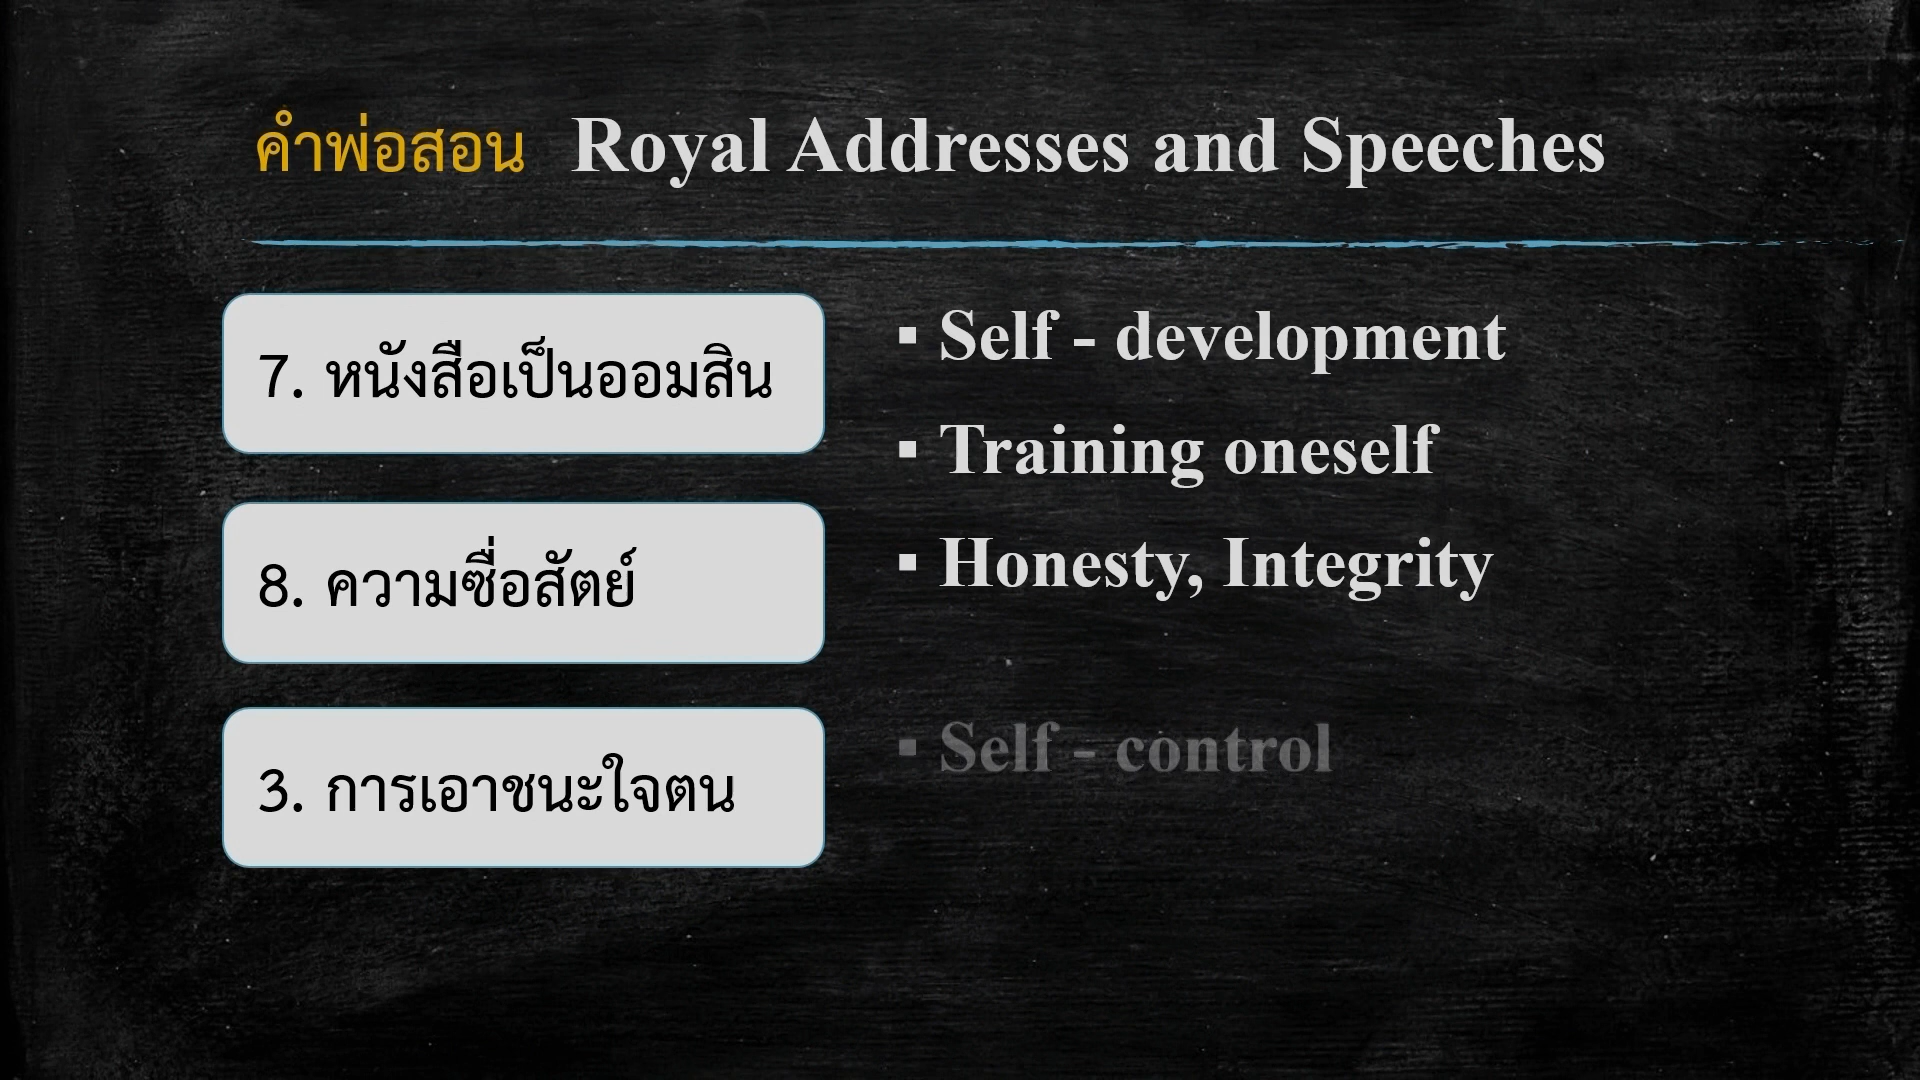 คำพ่อสอน Royal Addresses and Speeches
7. หนังสือเป็นออมสิน
8. ความซื่อสัตย์
3. การเอาชนะใจตน
▪ Self - development
▪ Training oneself
▪ Honesty, Integrity
▪ Self - control